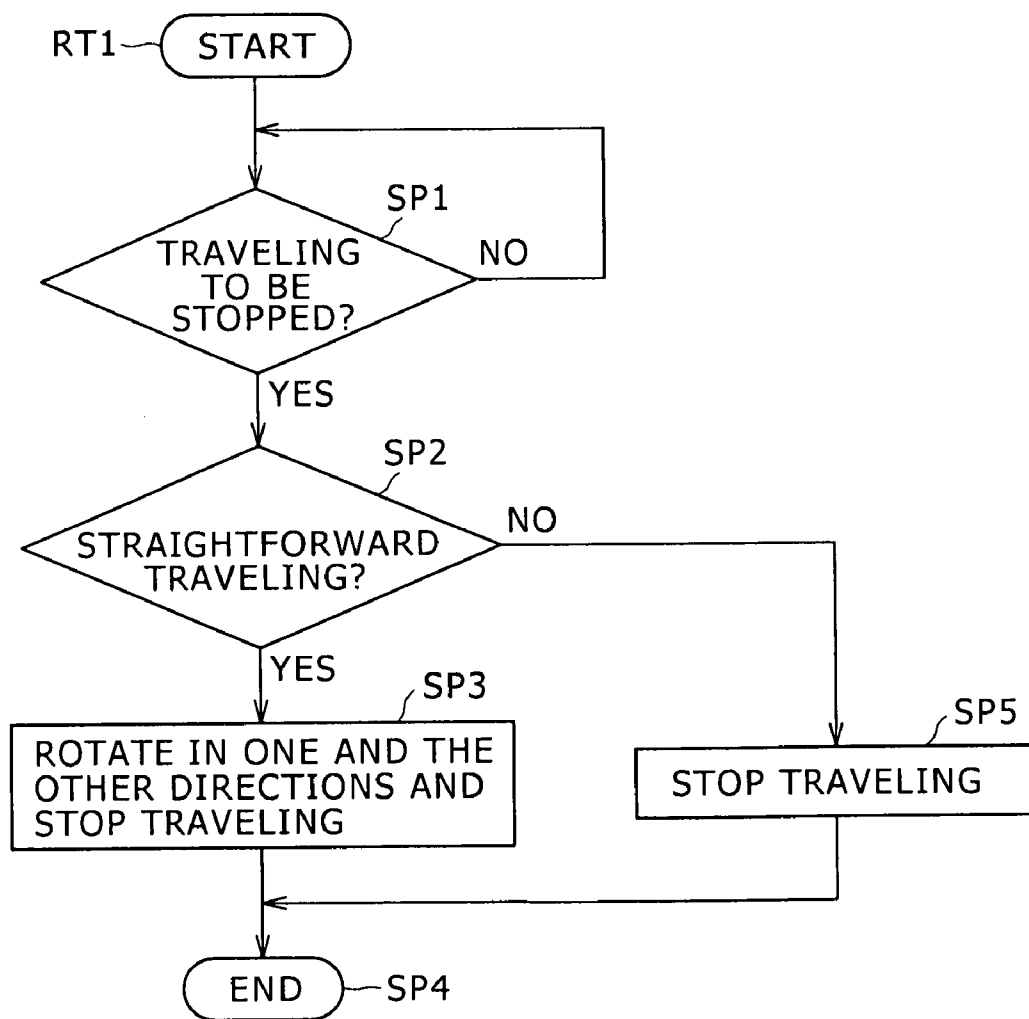 RT1
START
SP1
TRAVELING
TO BE
STOPPED?
NO
YES
SP2
STRAIGHTFORWARD
TRAVELING?
NO
YES
SP3
ROTATE IN ONE AND THE
OTHER DIRECTIONS AND
STOP TRAVELING
SP5
STOP TRAVELING
END
SP4